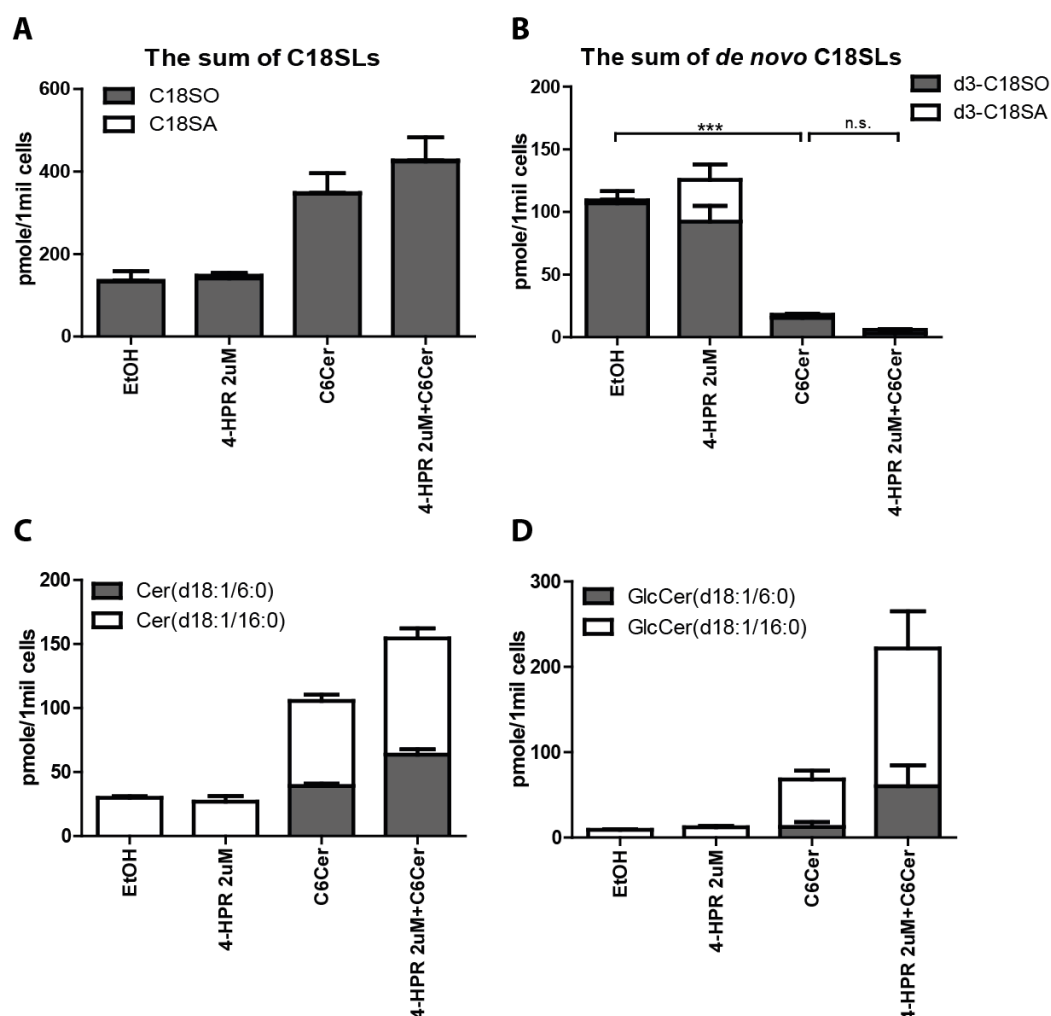 A
The sum of C18SLs
C18SO
C18SA
pmole/1mil cells
600
400
200
0
EtOH
4-HPR 2uM
C6Cer
4-HPR 2uM+C6Cer
B
The sum of de novo C18SLs
d3-C18SO
d3-C18SA
pmole/1mil cells
200
150
100
50
0
***
n.s.
EtOH
4-HPR 2uM
C6Cer
4-HPR 2uM+C6Cer
C
Cer(d18:1/6:0)
Cer(d18:1/16:0)
pmole/1mil cells
200
150
100
50
0
EtOH
4-HPR 2uM
C6Cer
4-HPR 2uM+C6Cer
D
GlcCer(d18:1/6:0)
GlcCer(d18:1/16:0)
pmole/1mil cells
300
200
100
0
EtOH
4-HPR 2uM
C6Cer
4-HPR 2uM+C6Cer